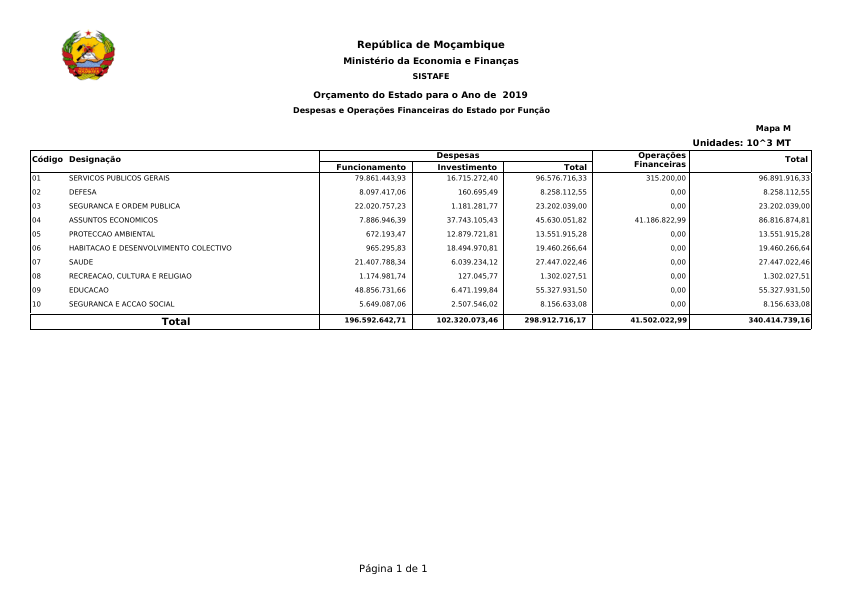 República de Moçambique
Ministério da Economia e Finanças
SISTAFE
Orçamento do Estado para o Ano de 2019
Despesas e Operações Financeiras do Estado por Função
Mapa M
Unidades: 10^3 MT
Código Designação Despesas Operações Financeiras Total
Funcionamento Investimento Total
01 SERVICOS PUBLICOS GERAIS 79.861.443,93 16.715.272,40 96.576.716,33 315.200,00 96.891.916,33
02 DEFESA 8.097.417,06 160.695,49 8.258.112,55 0,00 8.258.112,55
03 SEGURANCA E ORDEM PUBLICA 22.020.757,23 1.181.281,77 23.202.039,00 0,00 23.202.039,00
04 ASSUNTOS ECONOMICOS 7.886.946,39 37.743.105,43 45.630.051,82 41.186.822,99 86.816.874,81
05 PROTECCAO AMBIENTAL 672.193,47 12.879.721,81 13.551.915,28 0,00 13.551.915,28
06 HABITACAO E DESENVOLVIMENTO COLECTIVO 965.295,83 18.494.970,81 19.460.266,64 0,00 19.460.266,64
07 SAUDE 21.407.788,34 6.039.234,12 27.447.022,46 0,00 27.447.022,46
08 RECREACAO, CULTURA E RELIGIAO 1.174.981,74 127.045,77 1.302.027,51 0,00 1.302.027,51
09 EDUCACAO 48.856.731,66 6.471.199,84 55.327.931,50 0,00 55.327.931,50
10 SEGURANCA E ACCAO SOCIAL 5.649.087,06 2.507.546,02 8.156.633,08 0,00 8.156.633,08
Total 196.592.642,71 102.320.073,46 298.912.716,17 41.502.022,99 340.414.739,16
Página 1 de 1